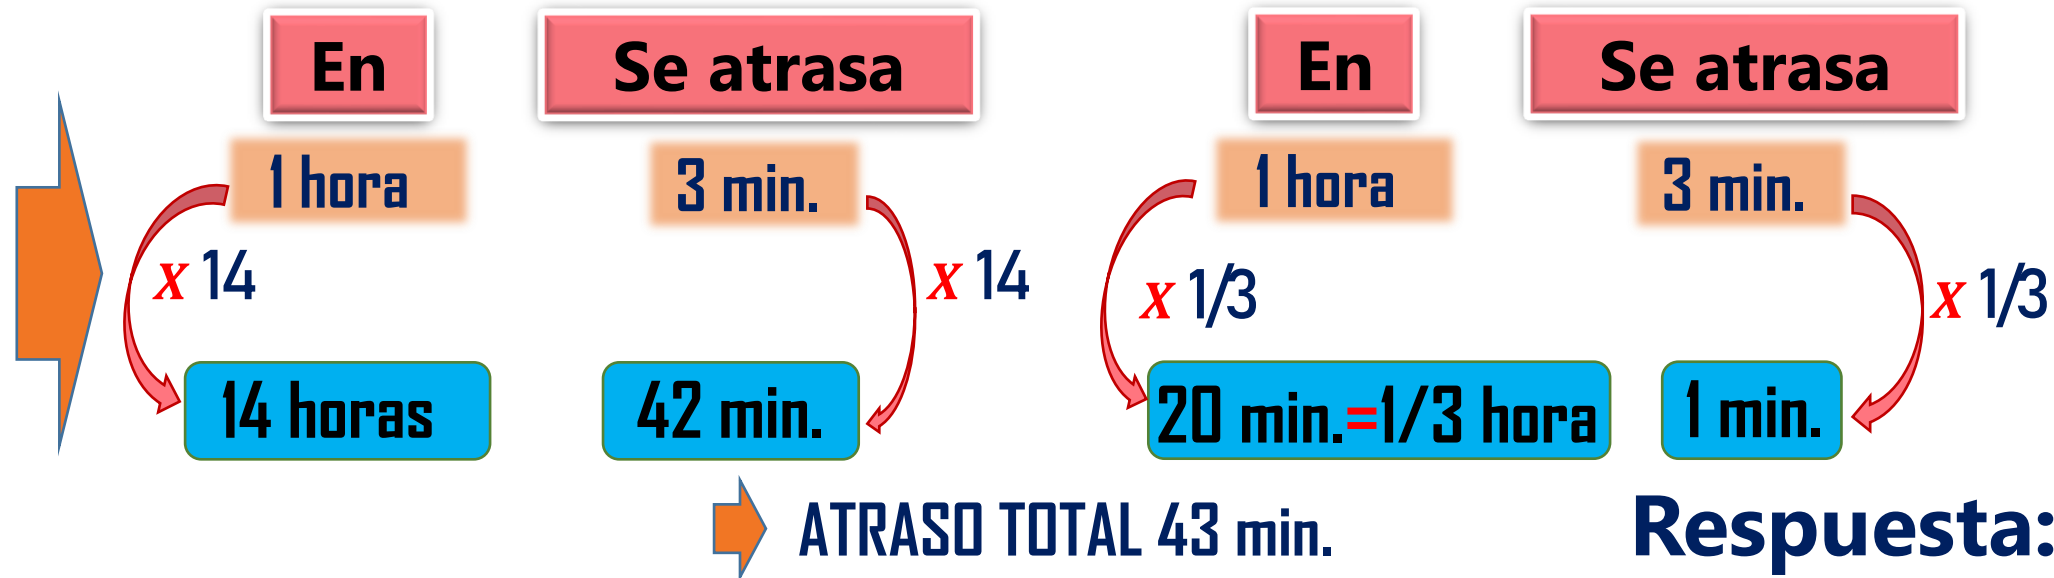 En Se atrasa En Se atrasa
1 hora 3 min. 1 hora 3 min.
x 14 x 14 x 1/3 x 1/3
14 horas 42 min. 20 min.=1/3 hora 1 min.
ATRASO TOTAL 43 min. Respuesta: